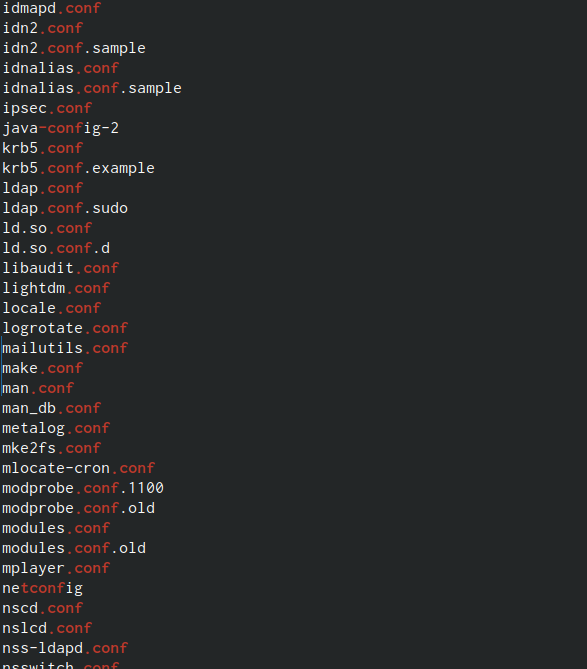 idmapd.conf
idn2.conf
idn2.conf.sample
idnalias.conf
idnalias.conf.sample
ipsec.conf
java-config-2
krb5.conf
krb5.conf.example
ldap.conf
ldap.conf.sudo
ld.so.conf
ld.so.conf.d
libaudit.conf
lightdm.conf
locale.conf
logrotate.conf
mailutils.conf
make.conf
man.conf
man_db.conf
metalog.conf
mke2fs.conf
mlocate-cron.conf
modprobe.conf.1100
modprobe.conf.old
modules.conf
modules.conf.old
mplayer.conf
netconfig
nscd.conf
nslcd.conf
nss-ldapd.conf
nsswitch.conf